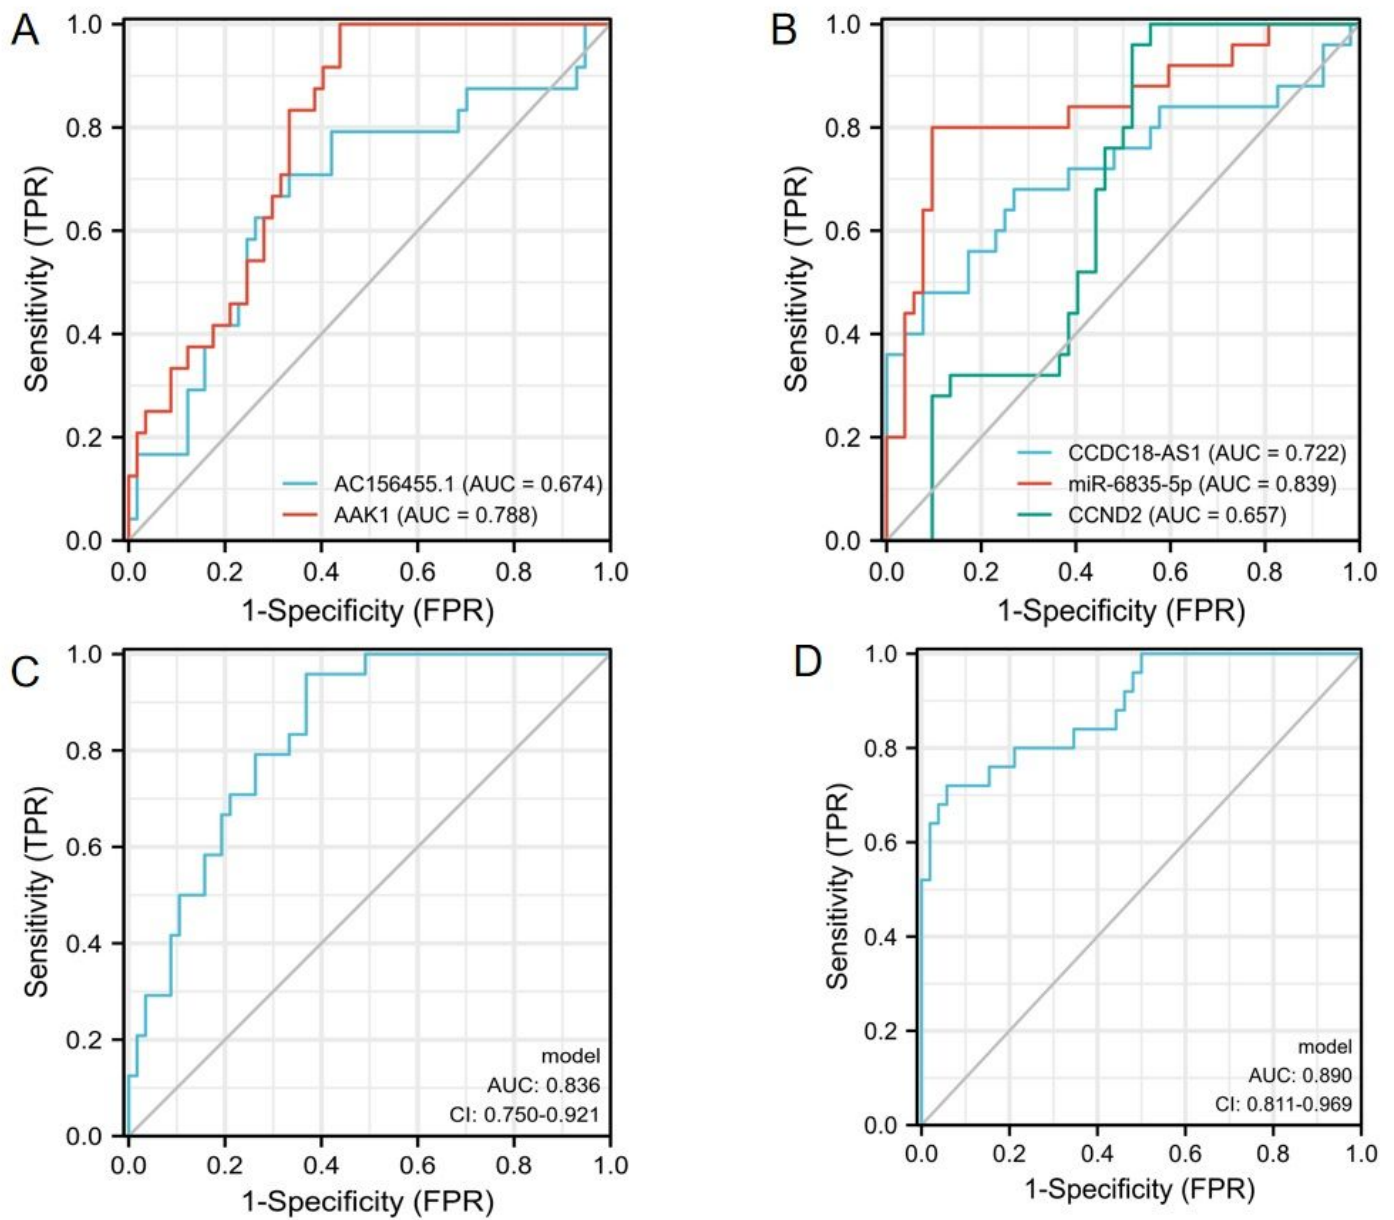 A
Sensitivity (TPR)
1.0
0.8
0.6
0.4
0.2
0.0
AC156455.1 (AUC = 0.674)
AAK1 (AUC = 0.788)
0.0 0.2 0.4 0.6 0.8 1.0
1-Specificity (FPR)
B
Sensitivity (TPR)
1.0
0.8
0.6
0.4
0.2
0.0
CCDC18-AS1 (AUC = 0.722)
miR-6835-5p (AUC = 0.839)
CCND2 (AUC = 0.657)
0.0 0.2 0.4 0.6 0.8 1.0
1-Specificity (FPR)
C
Sensitivity (TPR)
1.0
0.8
0.6
0.4
0.2
0.0
model
AUC: 0.836
CI: 0.750-0.921
0.0 0.2 0.4 0.6 0.8 1.0
1-Specificity (FPR)
D
Sensitivity (TPR)
1.0
0.8
0.6
0.4
0.2
0.0
model
AUC: 0.890
CI: 0.811-0.969
0.0 0.2 0.4 0.6 0.8 1.0
1-Specificity (FPR)